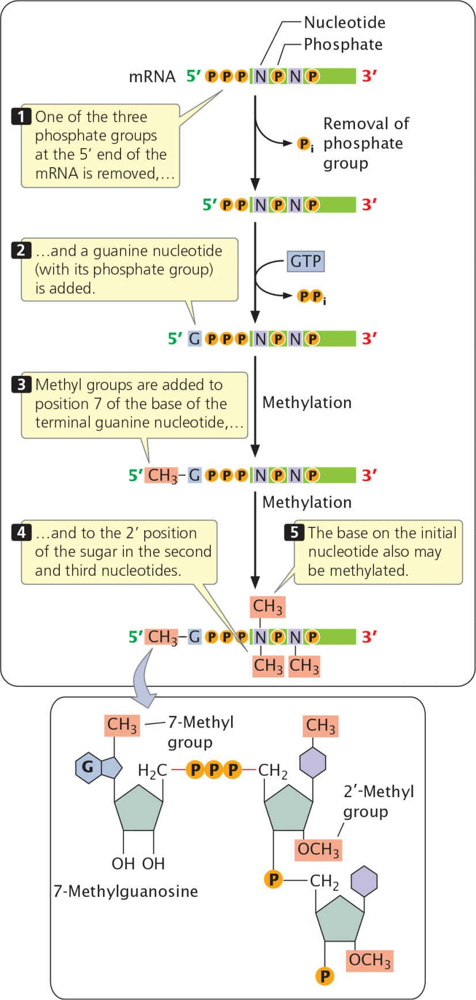 Nucleotide
Phosphate
mRNA 5′ P P P N P N P 3′
1 One of the three
phosphate groups
at the 5′ end of the
mRNA is removed,…
Removal of
Pi phosphate
group
5′ P P N P N P 3′
2 …and a guanine nucleotide
(with its phosphate group)
is added.
GTP
P Pi
5′ G P P P N P N P 3′
3 Methyl groups are added to
position 7 of the base of the
terminal guanine nucleotide,…
Methylation
5′ CH3–G P P P N P N P 3′
Methylation
4 …and to the 2′ position
of the sugar in the second
and third nucleotides.
5 The base on the initial
nucleotide also may
be methylated.
CH3
5′ CH3–G P P P N P N P 3′
CH3 CH3
CH3 7-Methyl
group
CH3
G H2C P P P CH2
2′-Methyl
group
OCH3
OH OH
P CH2
7-Methylguanosine
OCH3
P